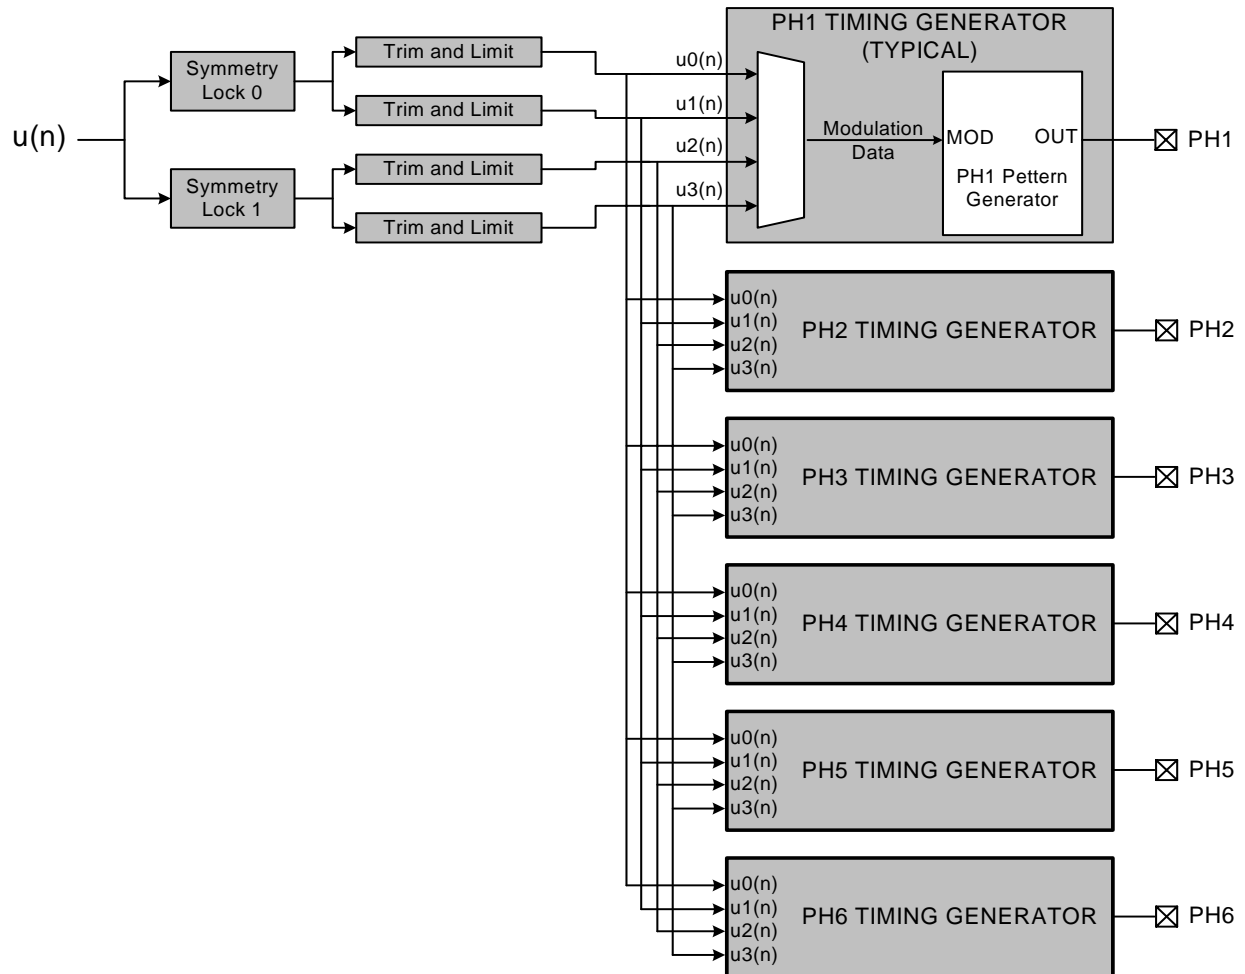 PH1 TIMING GENERATOR
(TYPICAL)
Trim and Limit
Symmetry
Lock 0
u0(n)
Trim and Limit
u1(n)
u(n)
Modulation
Data
MOD
OUT
PH1
PH1 Pettern
Generator
u2(n)
Trim and Limit
Symmetry
Lock 1
u3(n)
Trim and Limit
u0(n)
u1(n)
u2(n)
u3(n)
PH2 TIMING GENERATOR
PH2
u0(n)
u1(n)
u2(n)
u3(n)
PH3 TIMING GENERATOR
PH3
u0(n)
u1(n)
u2(n)
u3(n)
PH4 TIMING GENERATOR
PH4
u0(n)
u1(n)
u2(n)
u3(n)
PH5 TIMING GENERATOR
PH5
u0(n)
u1(n)
u2(n)
u3(n)
PH6 TIMING GENERATOR
PH6